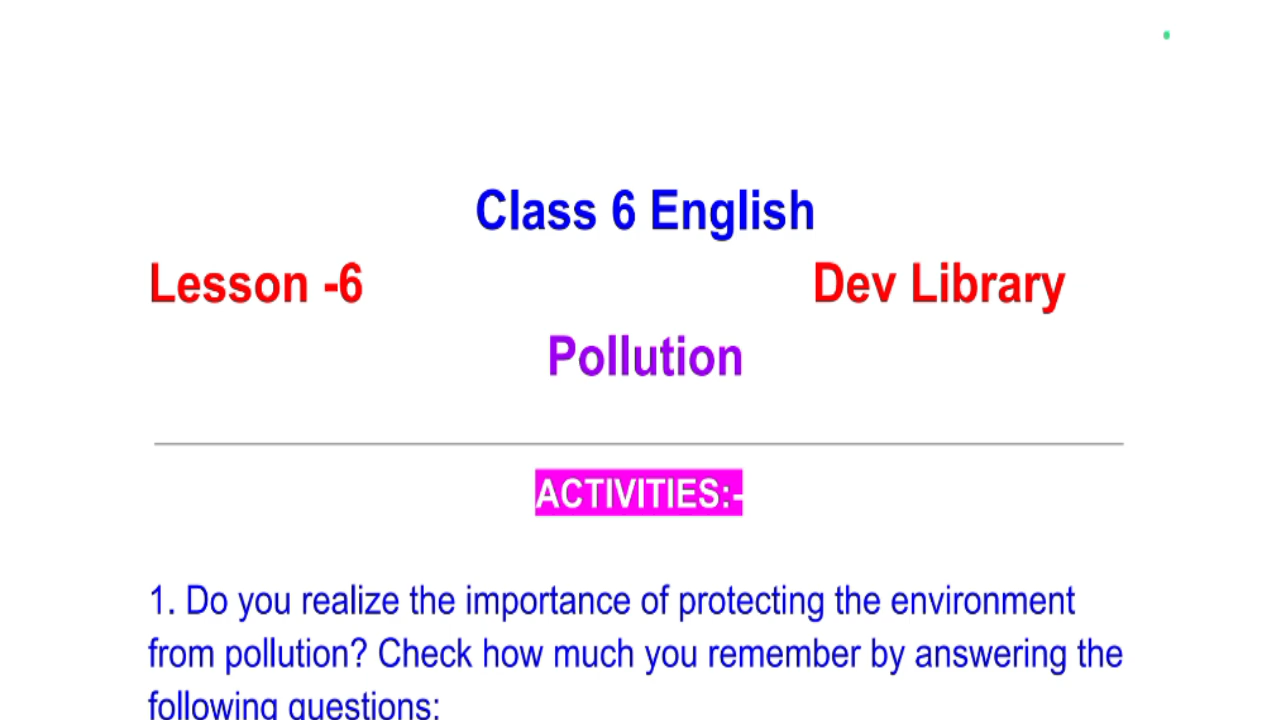 Class 6 English
Lesson -6 Dev Library
Pollution
ACTIVITIES:-
1. Do you realize the importance of protecting the environment
from pollution? Check how much you remember by answering the
following questions: